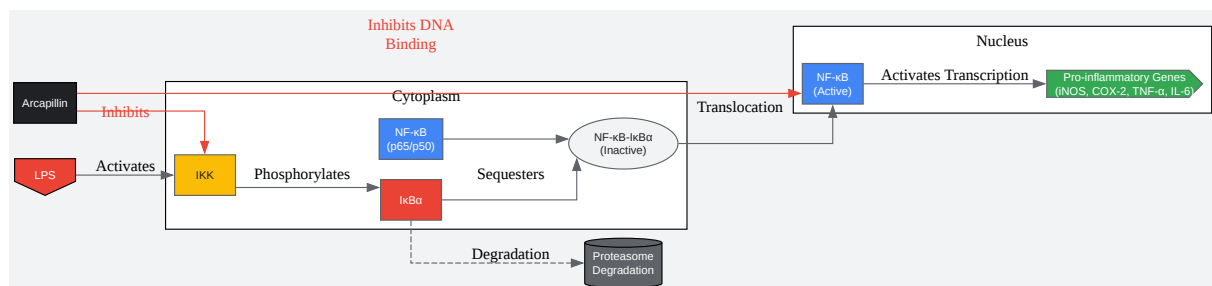 Inhibits DNA
Binding
Nucleus
NF-κB
(Active)
Activates Transcription
Pro-inflammatory Genes
(iNOS, COX-2, TNF-α, IL-6)
Arcapillin
Inhibits
Cytoplasm
Translocation
NF-κB
(p65/p50)
NF-κB-IκBα
(Inactive)
LPS
Activates
IKK
Phosphorylates
IκBα
Sequesters
Degradation
Proteasome
Degradation